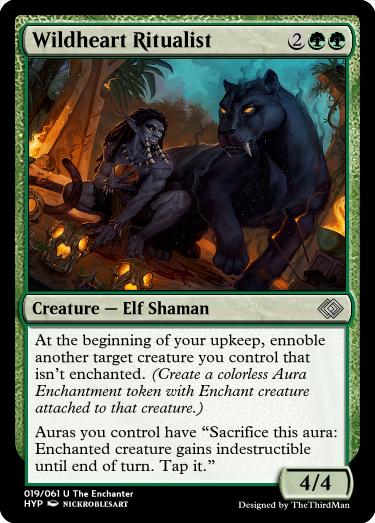 Wildheart Ritualist 2
Creature — Elf Shaman
At the beginning of your upkeep, ennoble
another target creature you control that
isn't enchanted. (Create a colorless Aura
Enchantment token with Enchant creature
attached to that creature.)
Auras you control have “Sacrifice this aura:
Enchanted creature gains indestructible
until end of turn. Tap it.”
4/4
019/061 U The Enchanter
HYP NICKROBLESART
Designed by TheThirdMan